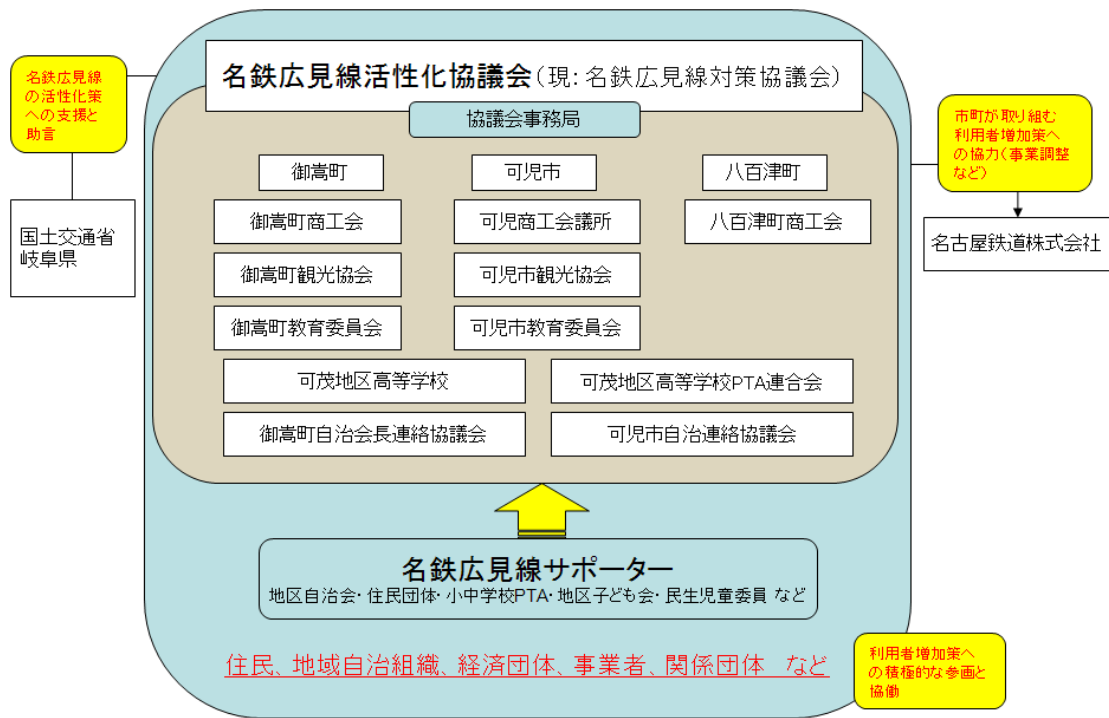 名鉄広見線活性化協議会(現:名鉄広見線対策協議会)
協議会事務局
名鉄広見線
の活性化策
への支援と
助言
国土交通省
岐阜県
市町が取り組む
利用者増加策へ
の協力(事業調整
など)
名古屋鉄道株式会社
御嵩町
可児市
八百津町
御嵩町商工会
可児商工会議所
八百津町商工会
御嵩町観光協会
可児市観光協会
御嵩町教育委員会
可児市教育委員会
可茂地区高等学校
可茂地区高等学校PTA連合会
御嵩町自治会長連絡協議会
可児市自治連絡協議会
名鉄広見線サポーター
地区自治会・住民団体・小中学校PTA・地区子ども会・民生児童委員 など
住民、地域自治組織、経済団体、事業者、関係団体 など
利用者増加策へ
の積極的な参画と
協働